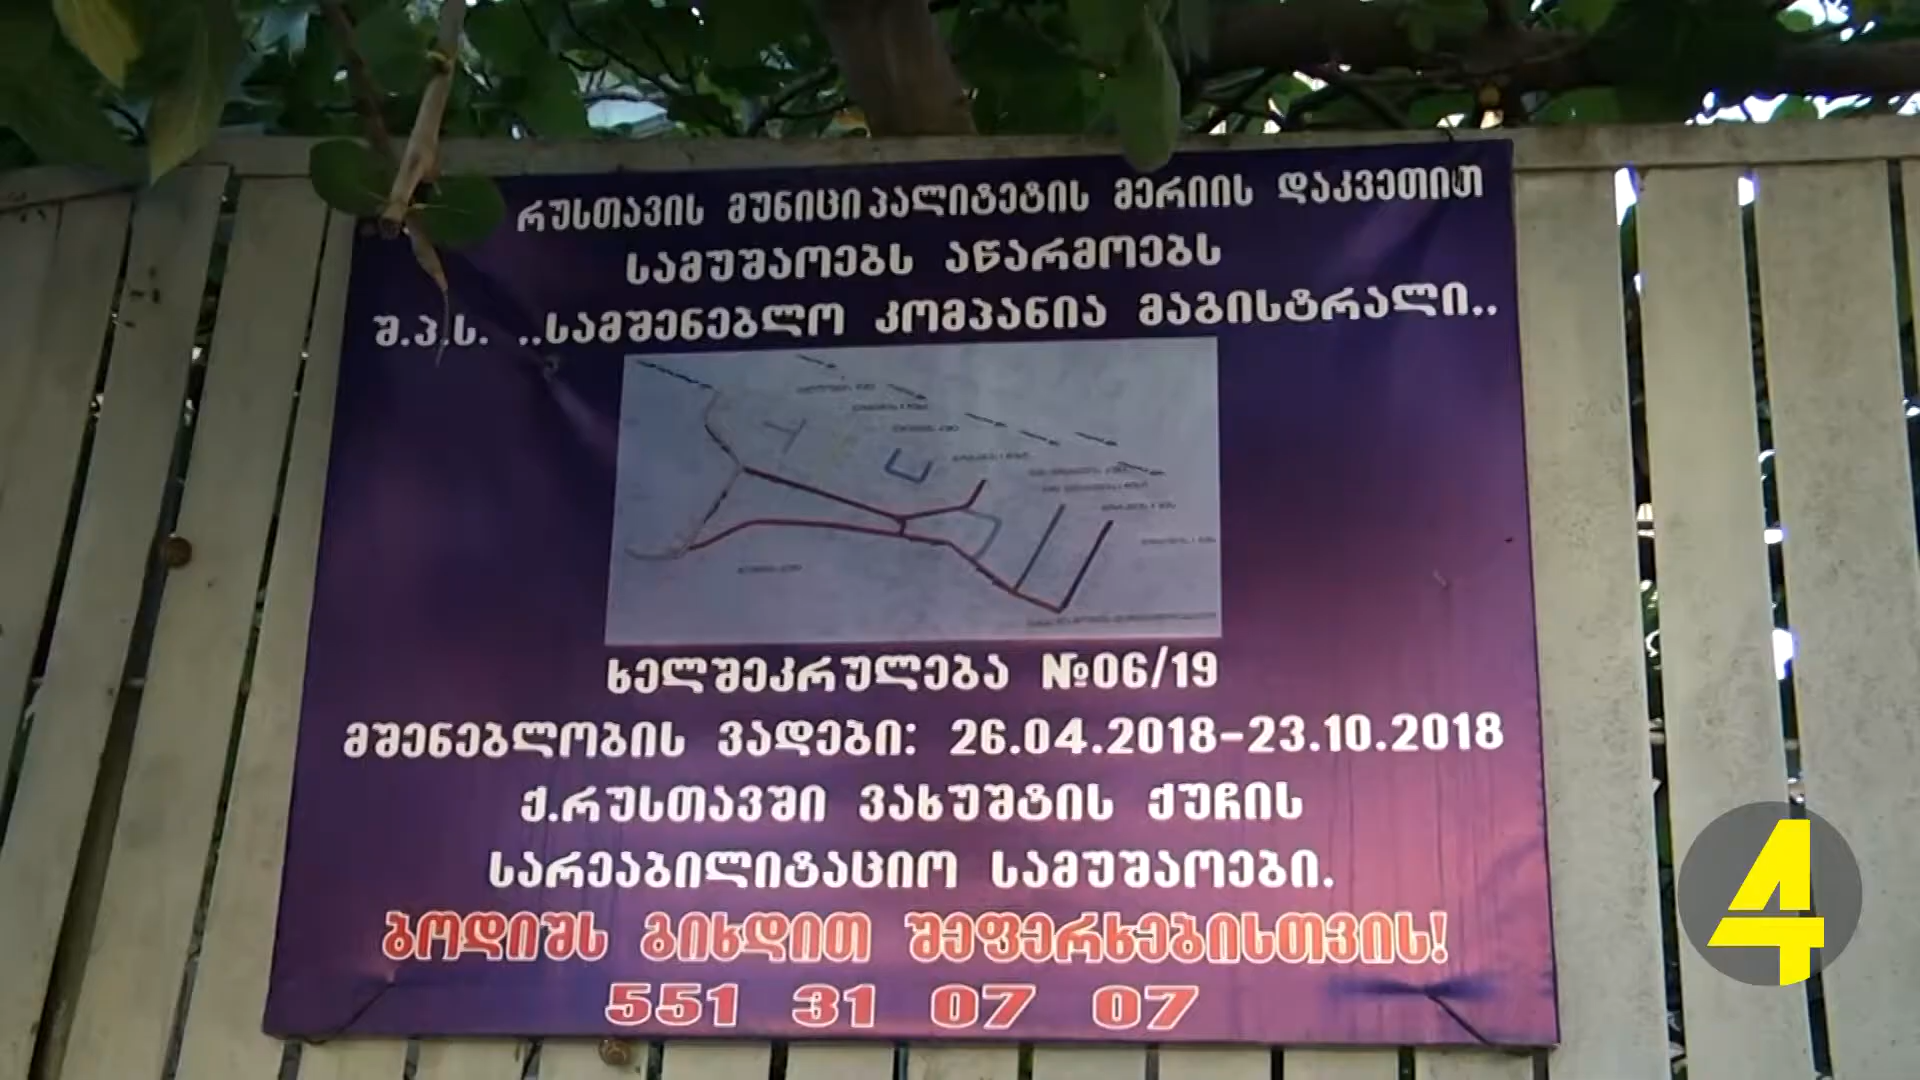 რუსთავის მუნიციპალიტეტის მერიის დაკვეთით
სამუშაოებს აწარმოებს
შ.პ.ს. ..სამშენებლო კომპანია მაგისტრალი..
ხელშეკრულება №06/19
მშენებლობის ვადები: 26.04.2018-23.10.2018
ქ.რუსთავში ვახუშტის ქუჩის
სარეაბილიტაციო სამუშაოები.
ბოდიშს გიხდით შეფერხებისთვის!
551 31 07 07
4